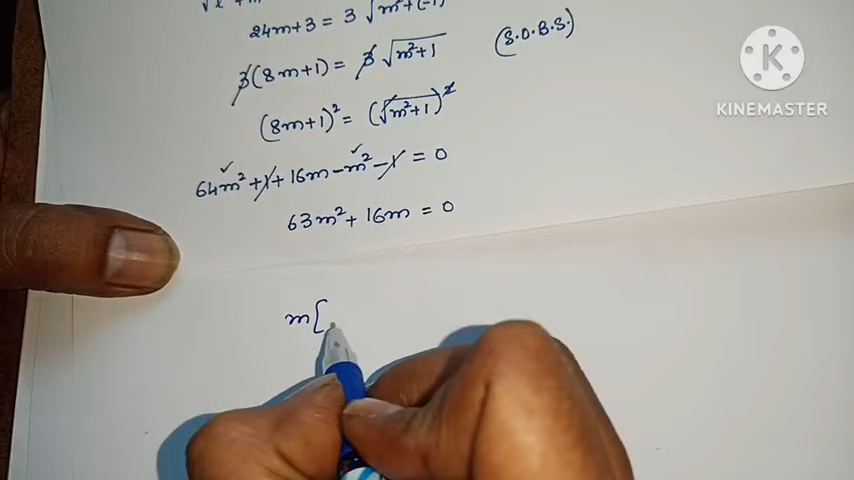 24m+3 = 3 √m²+(-1)
3(8m+1) = 3 √m²+1 (S.O.B.S.)
(8m+1)² = (√m²+1)²
64m² + 1 + 16m - m² - 1 = 0
63m² + 16m = 0
m[
K
KINEMASTER